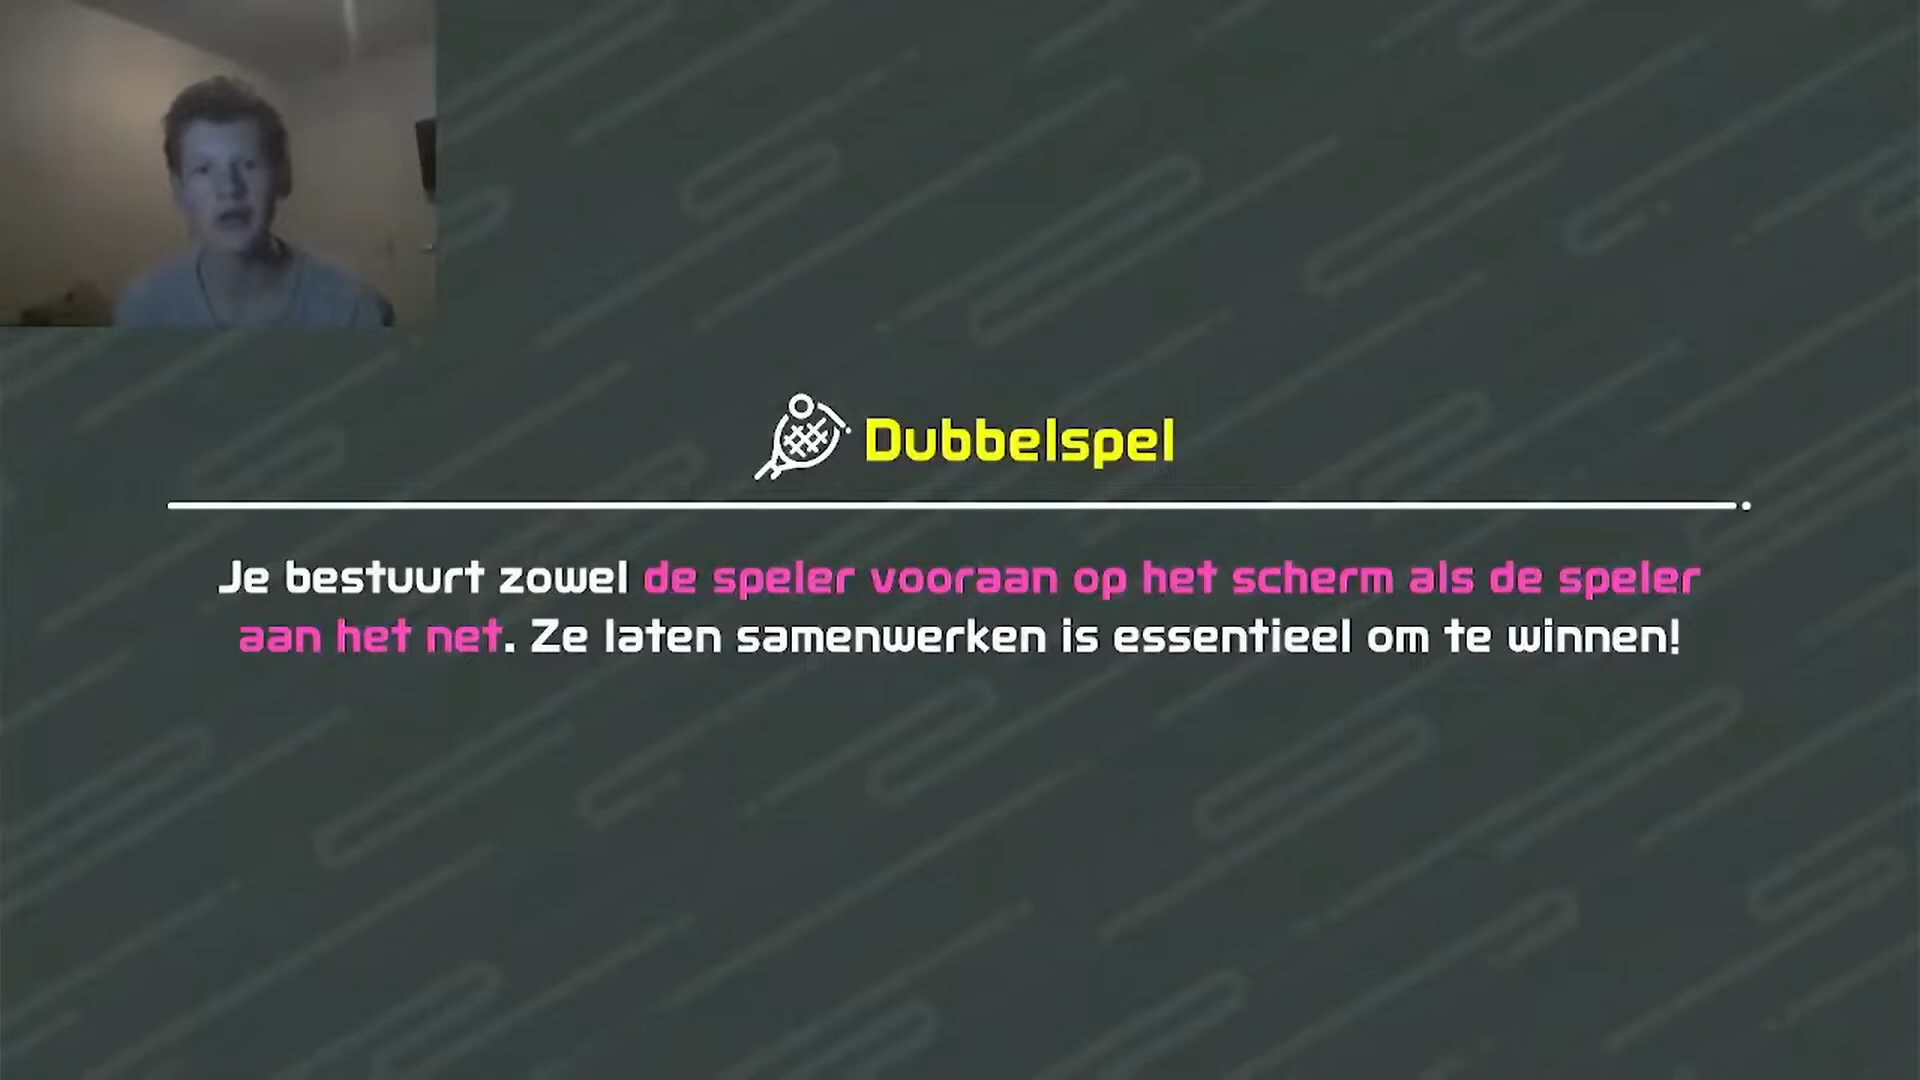 Dubbelspel
Je bestuurt zowel de speler vooraan op het scherm als de speler
aan het net. Ze laten samenwerken is essentieel om te winnen!